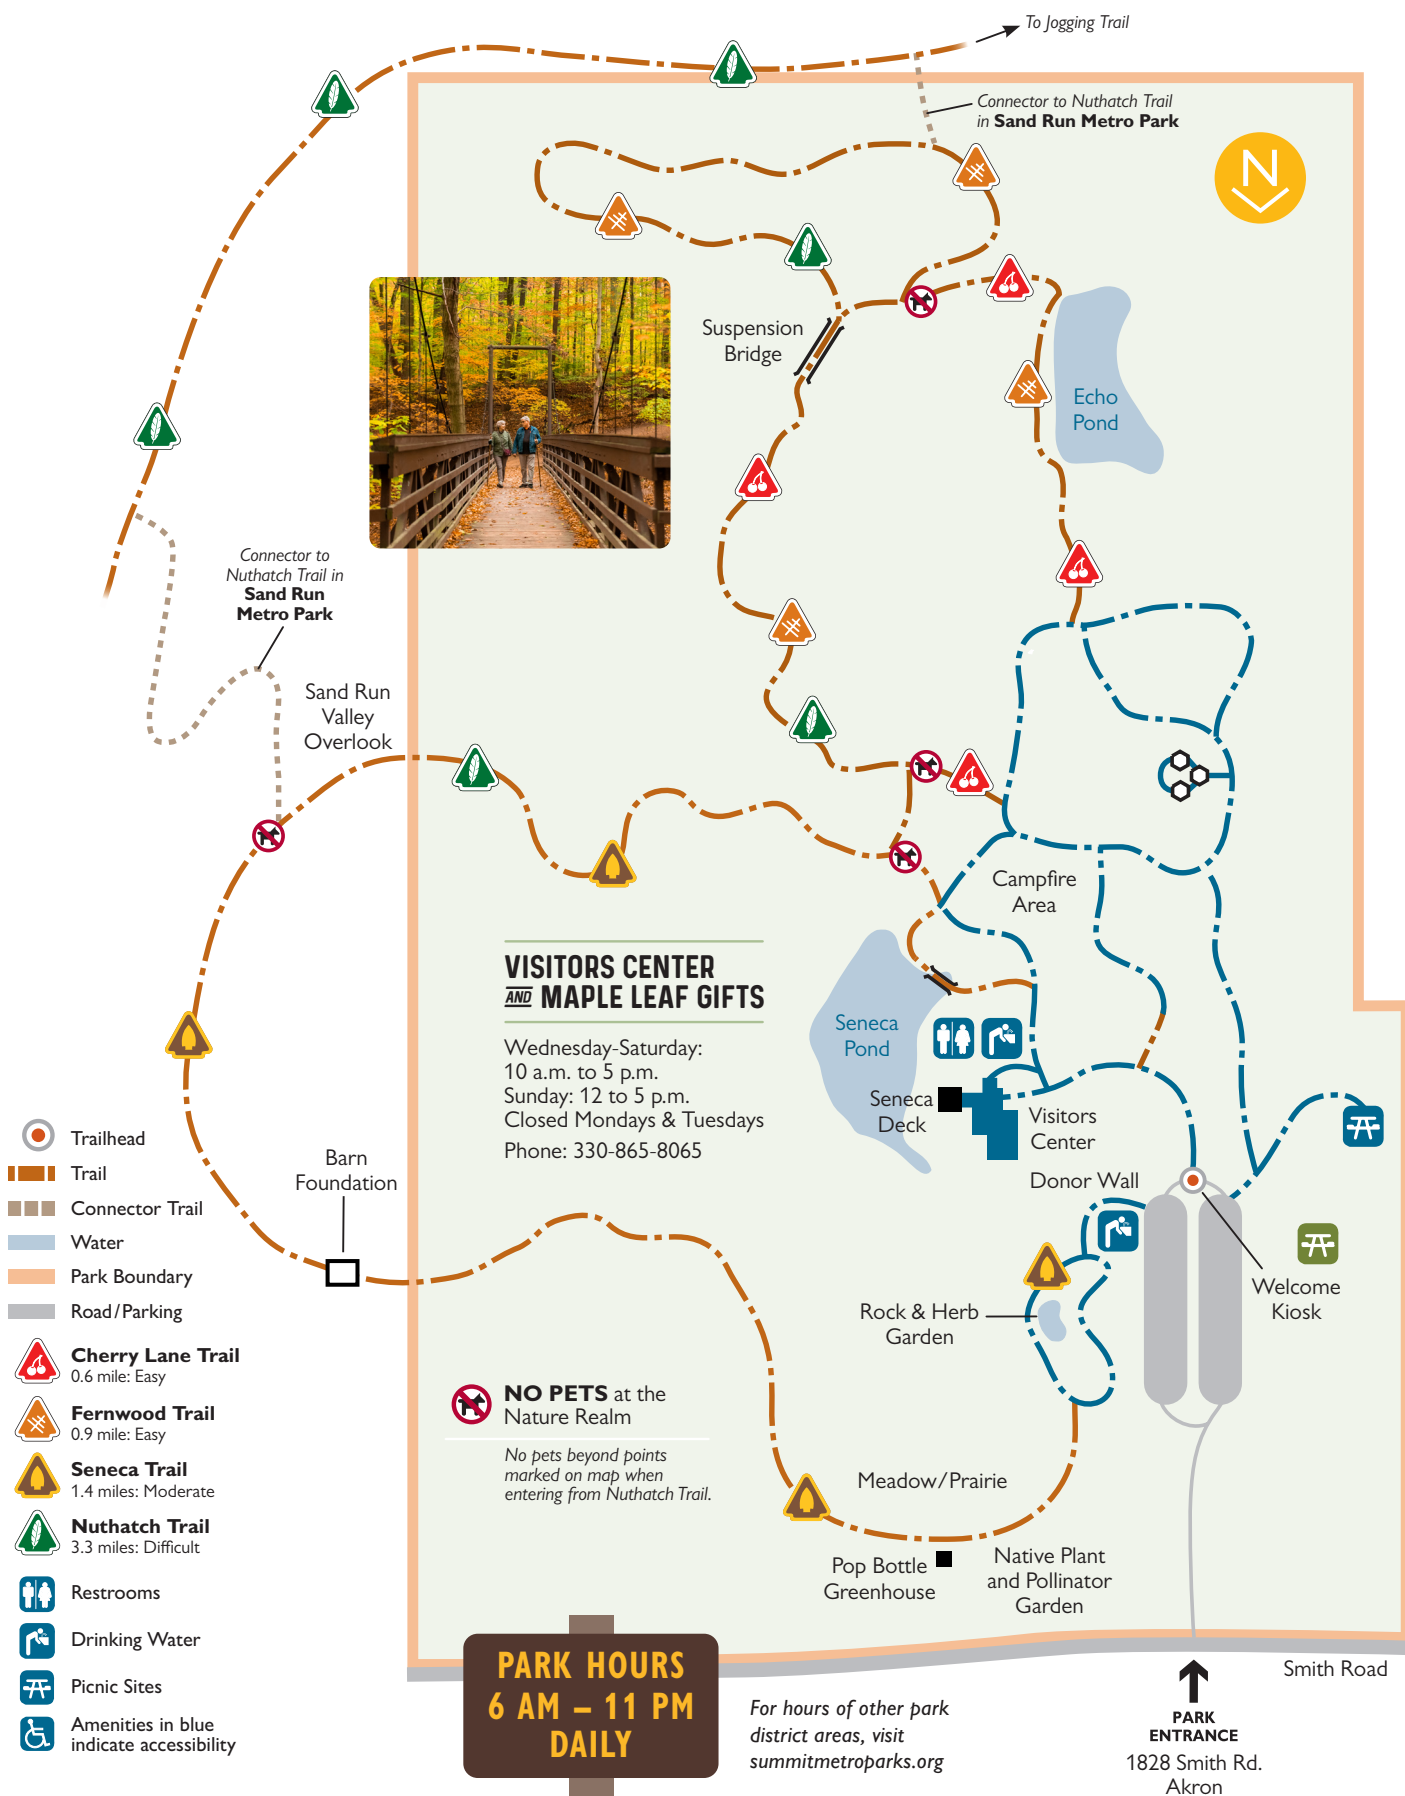 To Jogging Trail
Connector to Nuthatch Trail
in Sand Run Metro Park
N
Suspension
Bridge
Echo
Pond
Connector to
Nuthatch Trail in
Sand Run
Metro Park
Sand Run
Valley
Overlook
Campfire
Area
VISITORS CENTER
AND MAPLE LEAF GIFTS
Wednesday-Saturday:
10 a.m. to 5 p.m.
Sunday: 12 to 5 p.m.
Closed Mondays & Tuesdays
Phone: 330-865-8065
Seneca
Pond
Seneca
Deck
Visitors
Center
Donor Wall
Welcome
Kiosk
Rock & Herb
Garden
Barn
Foundation
Trailhead
Trail
Connector Trail
Water
Park Boundary
Road/Parking
Cherry Lane Trail
0.6 mile: Easy
Fernwood Trail
0.9 mile: Easy
Seneca Trail
1.4 miles: Moderate
Nuthatch Trail
3.3 miles: Difficult
Restrooms
Drinking Water
Picnic Sites
Amenities in blue
indicate accessibility
NO PETS at the
Nature Realm
No pets beyond points
marked on map when
entering from Nuthatch Trail.
Meadow/Prairie
Pop Bottle
Greenhouse
Native Plant
and Pollinator
Garden
PARK HOURS
6 AM – 11 PM
DAILY
For hours of other park
district areas, visit
summitmetroparks.org
Smith Road
PARK
ENTRANCE
1828 Smith Rd.
Akron